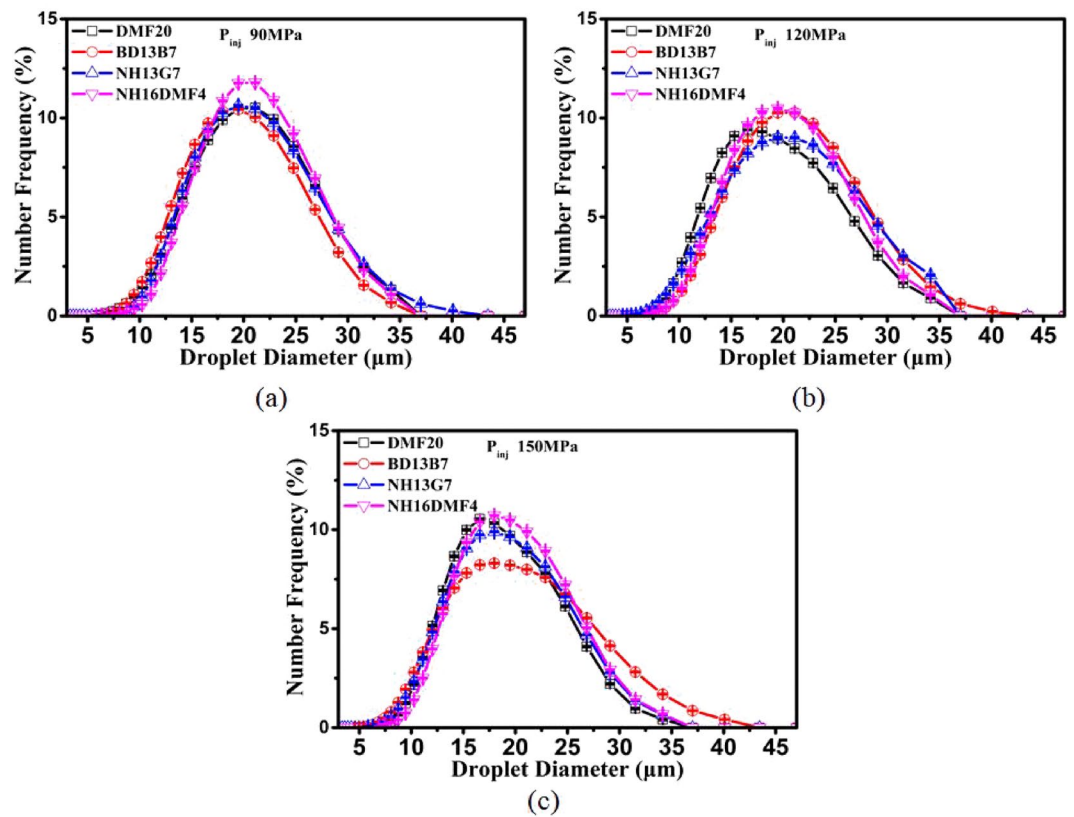 15
10
5
0
Number Frequency (%)
DMF20
BD13B7
NH13G7
NH16DMF4
Pinj 90MPa
5 10 15 20 25 30 35 40 45
Droplet Diameter (μm)
(a)
15
10
5
0
Number Frequency (%)
DMF20
BD13B7
NH13G7
NH16DMF4
Pinj 120MPa
5 10 15 20 25 30 35 40 45
Droplet Diameter (μm)
(b)
15
10
5
0
Number Frequency (%)
DMF20
BD13B7
NH13G7
NH16DMF4
Pinj 150MPa
5 10 15 20 25 30 35 40 45
Droplet Diameter (μm)
(c)